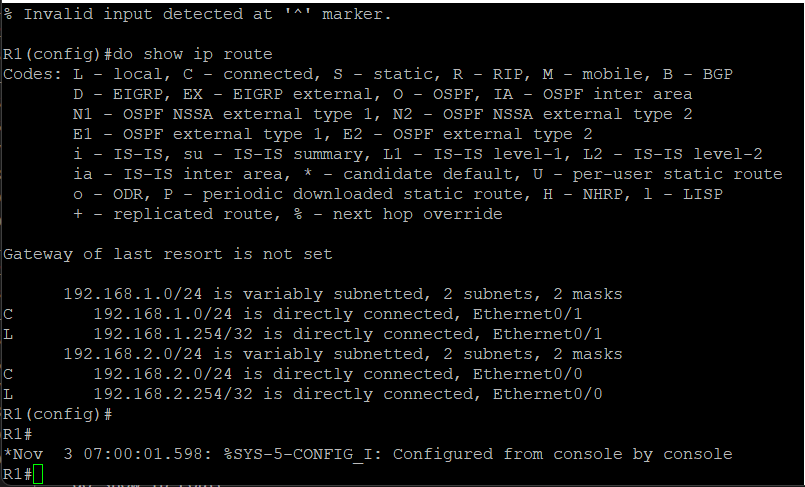 % Invalid input detected at '^' marker.
R1(config)#do show ip route
Codes: L - local, C - connected, S - static, R - RIP, M - mobile, B - BGP
D - EIGRP, EX - EIGRP external, O - OSPF, IA - OSPF inter area
N1 - OSPF NSSA external type 1, N2 - OSPF NSSA external type 2
E1 - OSPF external type 1, E2 - OSPF external type 2
i - IS-IS, su - IS-IS summary, L1 - IS-IS level-1, L2 - IS-IS level-2
ia - IS-IS inter area, * - candidate default, U - per-user static route
o - ODR, P - periodic downloaded static route, H - NHRP, l - LISP
+ - replicated route, % - next hop override
Gateway of last resort is not set
192.168.1.0/24 is variably subnetted, 2 subnets, 2 masks
C 192.168.1.0/24 is directly connected, Ethernet0/1
L 192.168.1.254/32 is directly connected, Ethernet0/1
192.168.2.0/24 is variably subnetted, 2 subnets, 2 masks
C 192.168.2.0/24 is directly connected, Ethernet0/0
L 192.168.2.254/32 is directly connected, Ethernet0/0
R1(config)#
R1#
*Nov 3 07:00:01.598: %SYS-5-CONFIG_I: Configured from console by console
R1#